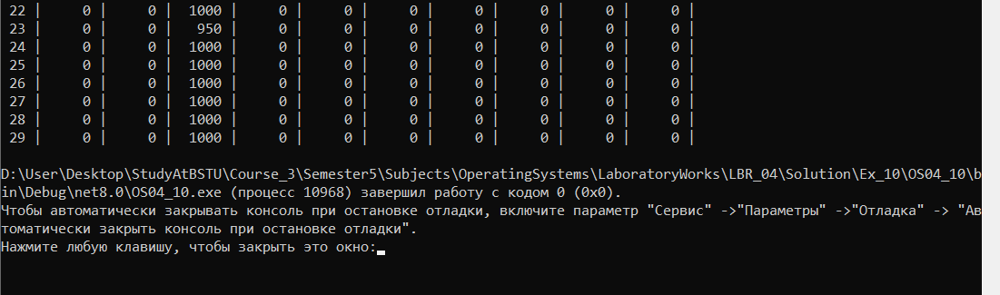 22 |     0 |     0 |  1000 |     0 |     0 |     0 |     0 |     0 |     0 |     0 |
23 |     0 |     0 |   950 |     0 |     0 |     0 |     0 |     0 |     0 |     0 |
24 |     0 |     0 |  1000 |     0 |     0 |     0 |     0 |     0 |     0 |     0 |
25 |     0 |     0 |  1000 |     0 |     0 |     0 |     0 |     0 |     0 |     0 |
26 |     0 |     0 |  1000 |     0 |     0 |     0 |     0 |     0 |     0 |     0 |
27 |     0 |     0 |  1000 |     0 |     0 |     0 |     0 |     0 |     0 |     0 |
28 |     0 |     0 |  1000 |     0 |     0 |     0 |     0 |     0 |     0 |     0 |
29 |     0 |     0 |  1000 |     0 |     0 |     0 |     0 |     0 |     0 |     0 |
D:\User\Desktop\StudyAtBSTU\Course_3\Semester5\Subjects\OperatingSystems\LaboratoryWorks\LBR_04\Solution\Ex_10\OS04_10\b
in\Debug\net8.0\OS04_10.exe (процесс 10968) завершил работу с кодом 0 (0x0).
Чтобы автоматически закрывать консоль при остановке отладки, включите параметр "Сервис" ->"Параметры" ->"Отладка" -> "Ав
томатически закрыть консоль при остановке отладки".
Нажмите любую клавишу, чтобы закрыть это окно: